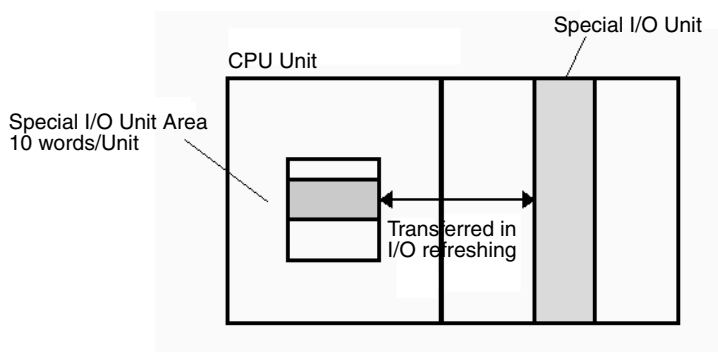 Special I/O Unit
CPU Unit
Special I/O Unit Area
10 words/Unit
Transferred in
I/O refreshing